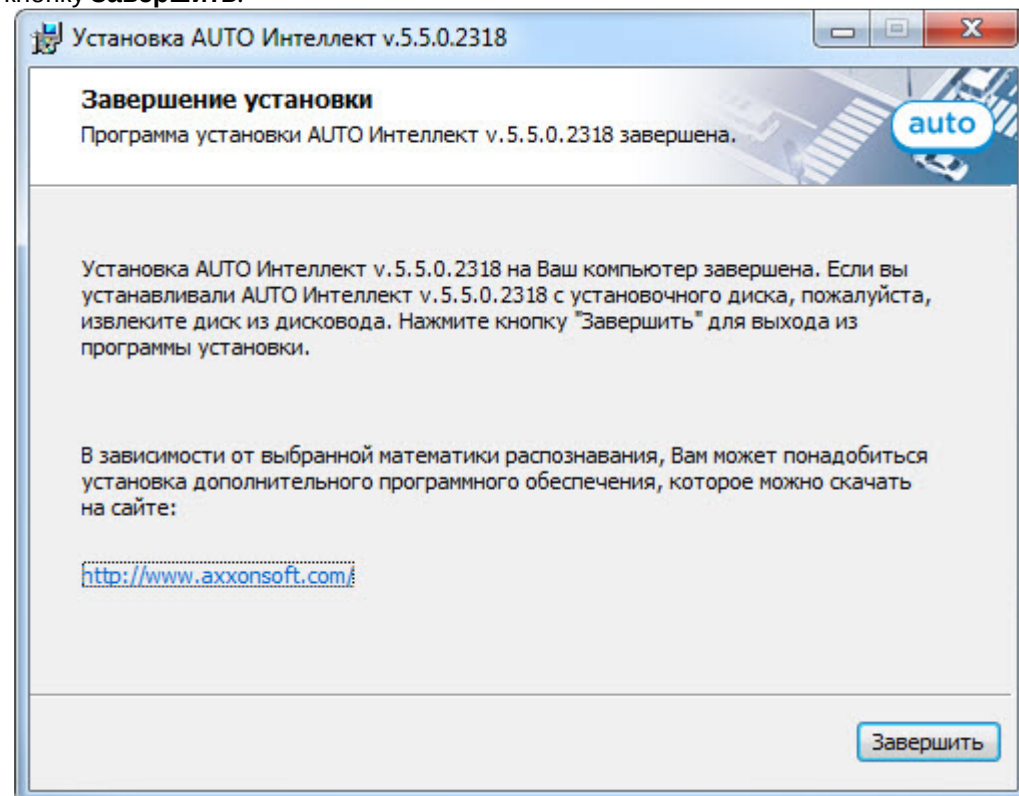 кнопку Завершить.
Установка AUTO Интеллект v.5.5.0.2318
Завершение установки
Программа установки AUTO Интеллект v.5.5.0.2318 завершена.
auto
Установка AUTO Интеллект v.5.5.0.2318 на Ваш компьютер завершена. Если вы
устанавливали AUTO Интеллект v.5.5.0.2318 с установочного диска, пожалуйста,
извлеките диск из дисковода. Нажмите кнопку "Завершить" для выхода из
программы установки.
В зависимости от выбранной математики распознавания, Вам может понадобиться
установка дополнительного программного обеспечения, которое можно скачать
на сайте:
http://www.axxonsoft.com/
Завершить